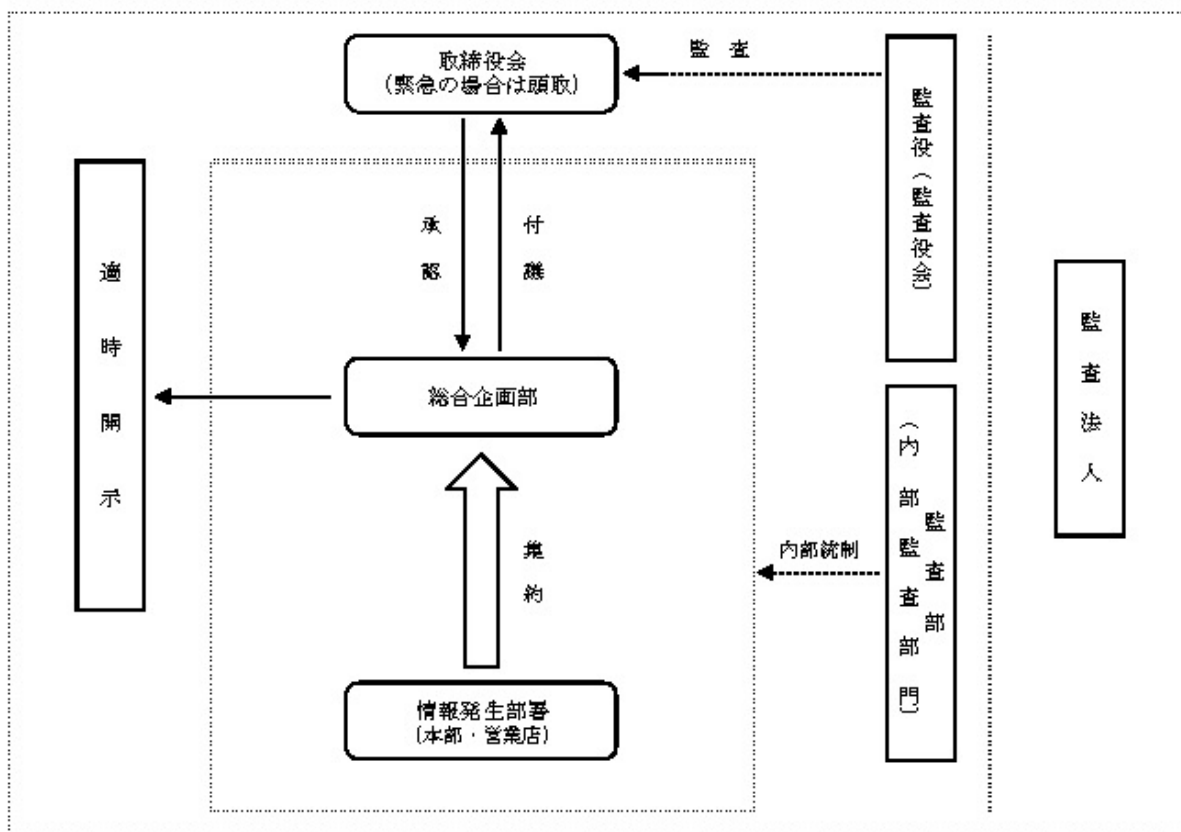 取締役会
(緊急の場合は頭取)
監査
監査役(監査役会)
適時開示
承認
付議
監査法人
総合企画部
監査部
(内部監査部門)
内部統制
集約
情報発生部署
(本部・営業店)